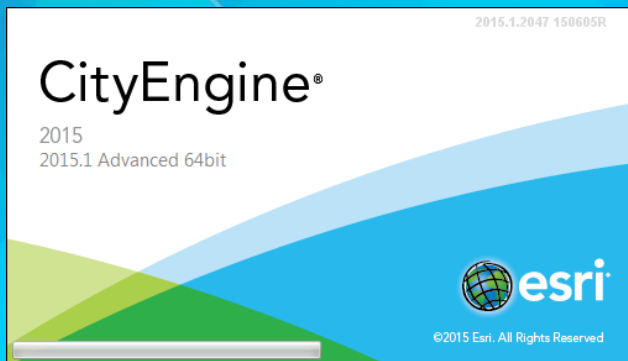 2015.1.2047 150605R
CityEngine®
2015
2015.1 Advanced 64bit
esri
©2015 Esri. All Rights Reserved